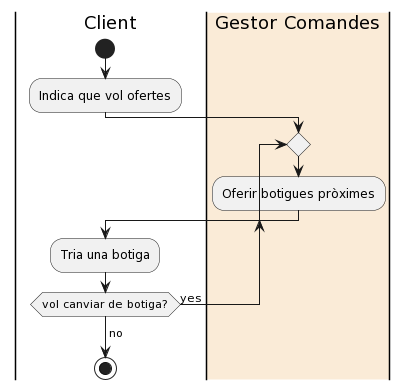 Client
Gestor Comandes
Indica que vol ofertes
Oferir botigues pròximes
Tria una botiga
vol canviar de botiga?
yes
no